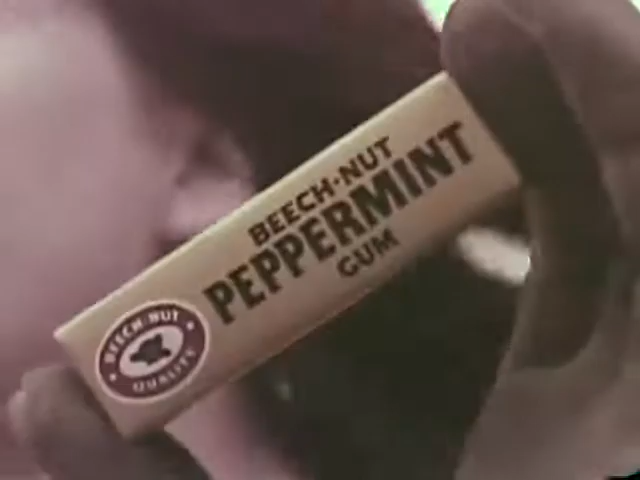 BEECH-NUT
PEPPERMINT
GUM
BEECH-NUT
QUALITY